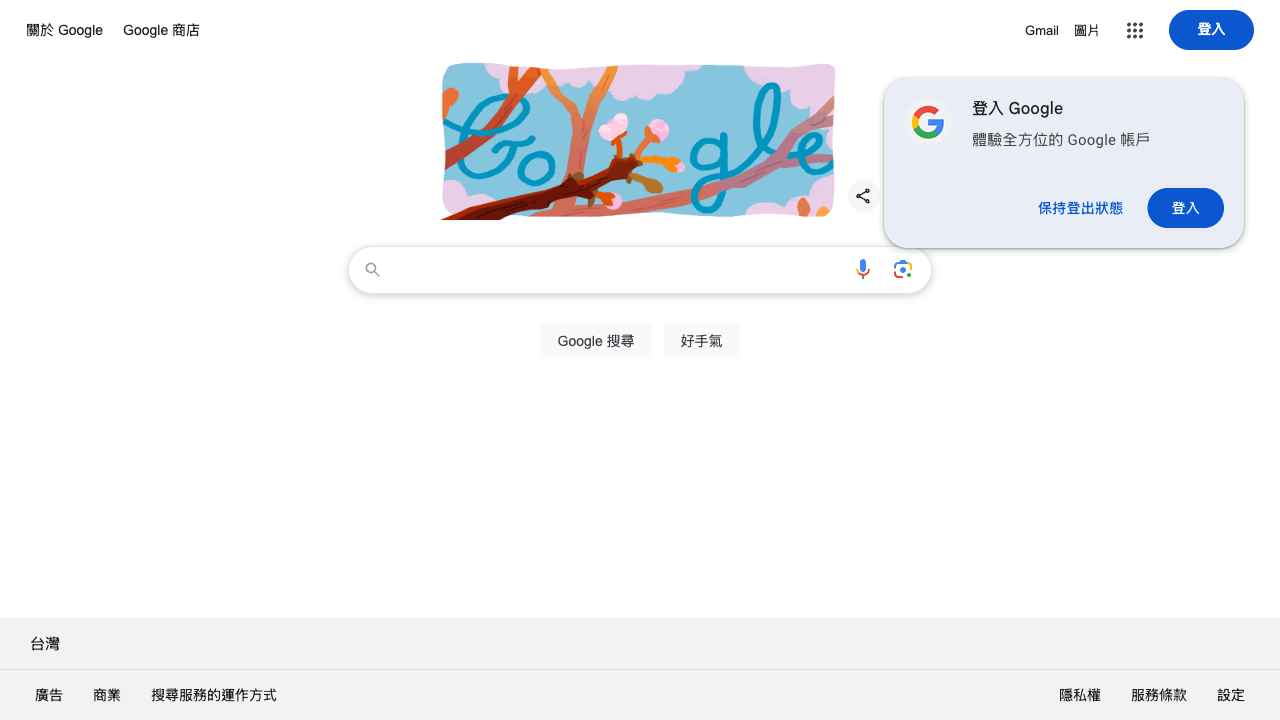 關於 Google Google 商店
Gmail 圖片 登入
Google
登入 Google
體驗全方位的 Google 帳戶
保持登出狀態 登入
Google 搜尋 好手氣
台灣
廣告 商業 搜尋服務的運作方式
隱私權 服務條款 設定